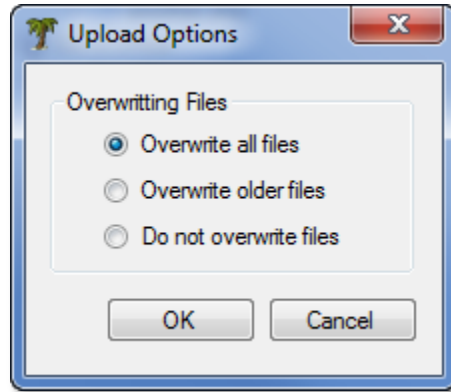 Upload Options
Overwritting Files
Overwrite all files
Overwrite older files
Do not overwrite files
OK Cancel